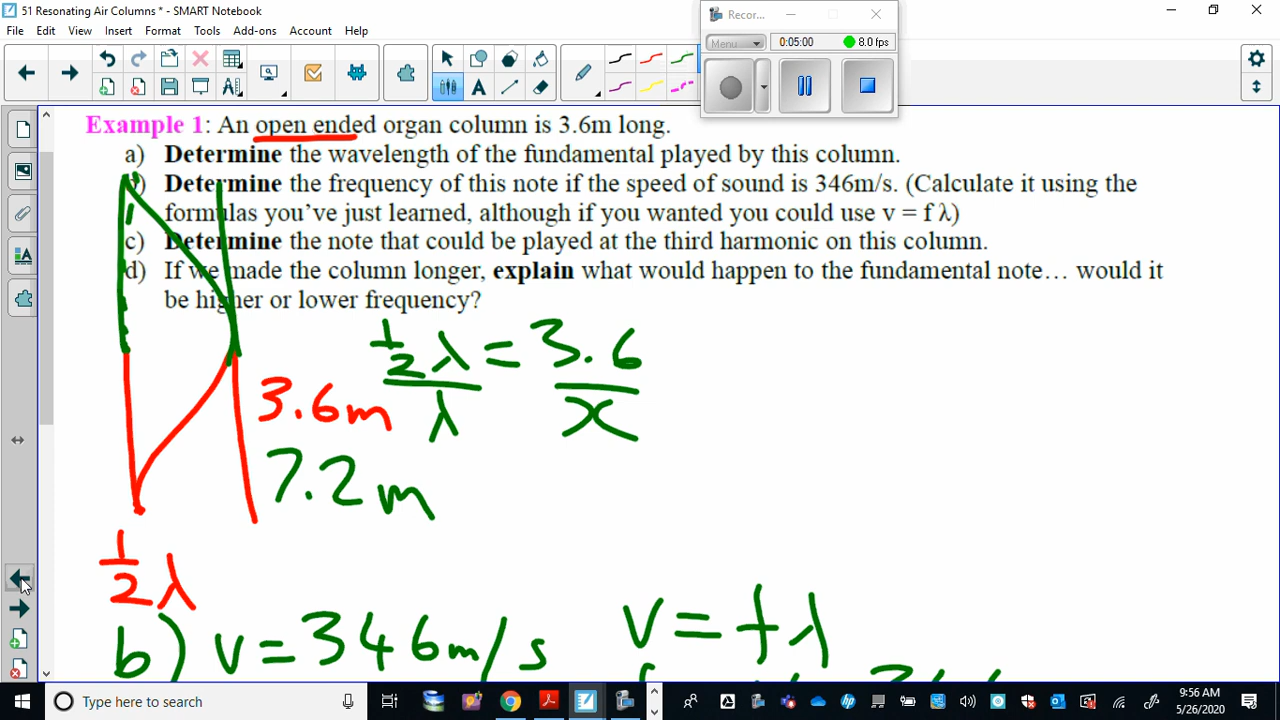 51 Resonating Air Columns * - SMART Notebook
File Edit View Insert Format Tools Add-ons Account Help
Recor...
Menu 0:05:00 8.0 fps
Example 1: An open ended organ column is 3.6m long.
a) Determine the wavelength of the fundamental played by this column.
b) Determine the frequency of this note if the speed of sound is 346m/s. (Calculate it using the
formulas you've just learned, although if you wanted you could use v = f λ)
c) Determine the note that could be played at the third harmonic on this column.
d) If we made the column longer, explain what would happen to the fundamental note… would it
be higher or lower frequency?
1/2 λ = 3.6
λ x
3.6m
7.2 m
1/2 λ
b) v = 346m/s v = f λ
Type here to search
9:56 AM
5/26/2020